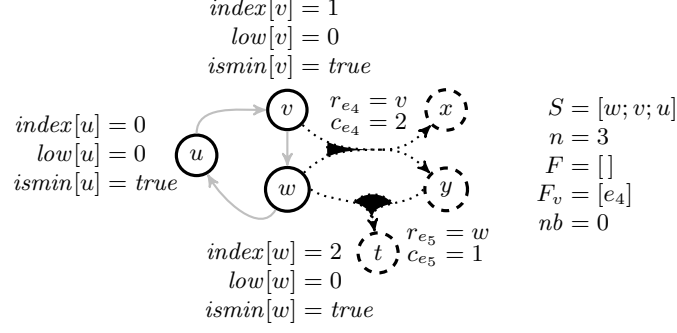 index[v] = 1
low[v] = 0
ismin[v] = true
v
r_{e_4} = v
c_{e_4} = 2
x
index[u] = 0
low[u] = 0
ismin[u] = true
u
w
y
S = [w; v; u]
n = 3
F = [ ]
F_v = [e_4]
nb = 0
index[w] = 2
low[w] = 0
ismin[w] = true
t
r_{e_5} = w
c_{e_5} = 1